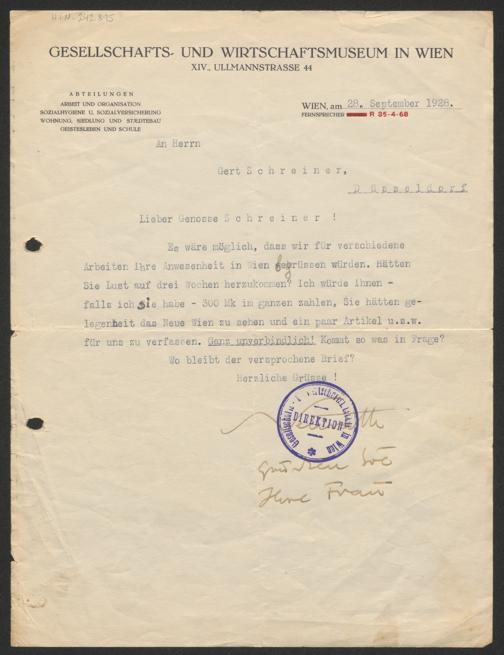 H.I.N.-242.875
GESELLSCHAFTS- UND WIRTSCHAFTSMUSEUM IN WIEN
XIV., ULLMANNSTRASSE 44
ABTEILUNGEN
ARBEIT UND ORGANISATION
SOZIALHYGIENE U. SOZIALVERSICHERUNG
WOHNUNG, SIEDLUNG UND STÆDTEBAU
GEISTESLEBEN UND SCHULE
WIEN, am 28. September 1928.
FERNSPRECHER R 35-4-68
An Herrn
Gert Schreiner,
Düsseldorf
Lieber Genosse Schreiner !
Es wäre möglich, dass wir für verschiedene
Arbeiten Ihre Anwesenheit in Wien begrüssen würden. Hätten
Sie Lust auf drei Wochen herzukommen? Ich würde Ihnen -
falls ich Sie habe - 300 Mk im ganzen zahlen, Sie hätten ge-
legenheit das Neue Wien zu sehen und ein paar Artikel u.s.w.
für uns zu verfassen. Ganz unverbindlich! Kommt so was in Frage?
Wo bleibt der versprochene Brief?
Herzliche Grüsse !
DIREKTION
in Wien
Ihre Frau